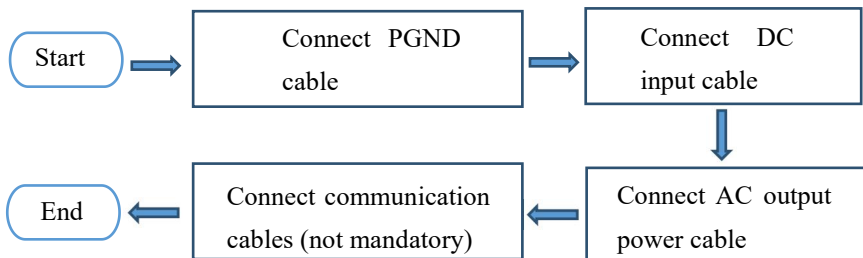 Start
Connect PGND
cable
Connect DC
input cable
Connect AC output
power cable
Connect communication
cables (not mandatory)
End